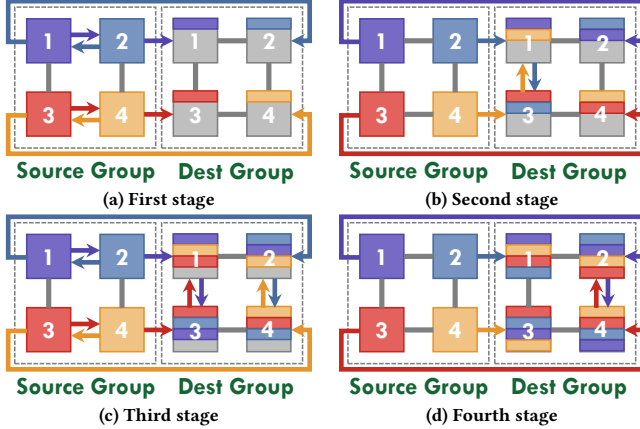 1 2 1 2
3 4 3 4
Source Group Dest Group
(a) First stage
1 2 1 2
3 4 3 4
Source Group Dest Group
(b) Second stage
1 2 1 2
3 4 3 4
Source Group Dest Group
(c) Third stage
1 2 1 2
3 4 3 4
Source Group Dest Group
(d) Fourth stage